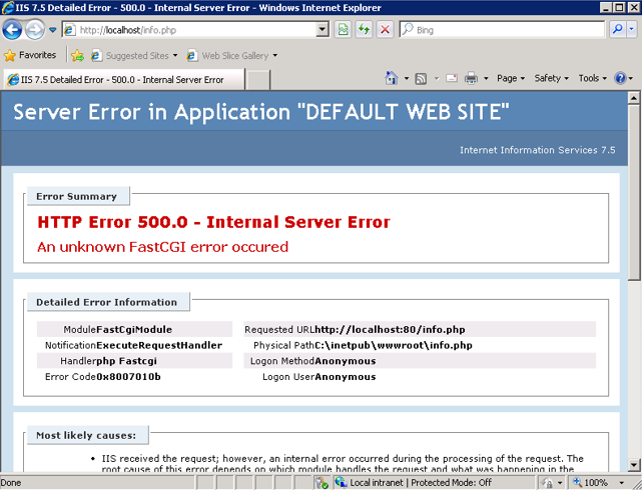 IIS 7.5 Detailed Error - 500.0 - Internal Server Error - Windows Internet Explorer
http://localhost/info.php
Bing
Favorites Suggested Sites Web Slice Gallery
IIS 7.5 Detailed Error - 500.0 - Internal Server Error
Page Safety Tools
Server Error in Application "DEFAULT WEB SITE"
Internet Information Services 7.5
Error Summary
HTTP Error 500.0 - Internal Server Error
An unknown FastCGI error occured
Detailed Error Information
Module FastCgiModule Requested URL http://localhost:80/info.php
Notification ExecuteRequestHandler Physical Path C:\inetpub\wwwroot\info.php
Handler php Fastcgi Logon Method Anonymous
Error Code 0x8007010b Logon User Anonymous
Most likely causes:
• IIS received the request; however, an internal error occurred during the processing of the request. The
root cause of this error depends on which module handles the request and what was happening in the
Done Local intranet | Protected Mode: Off 100%